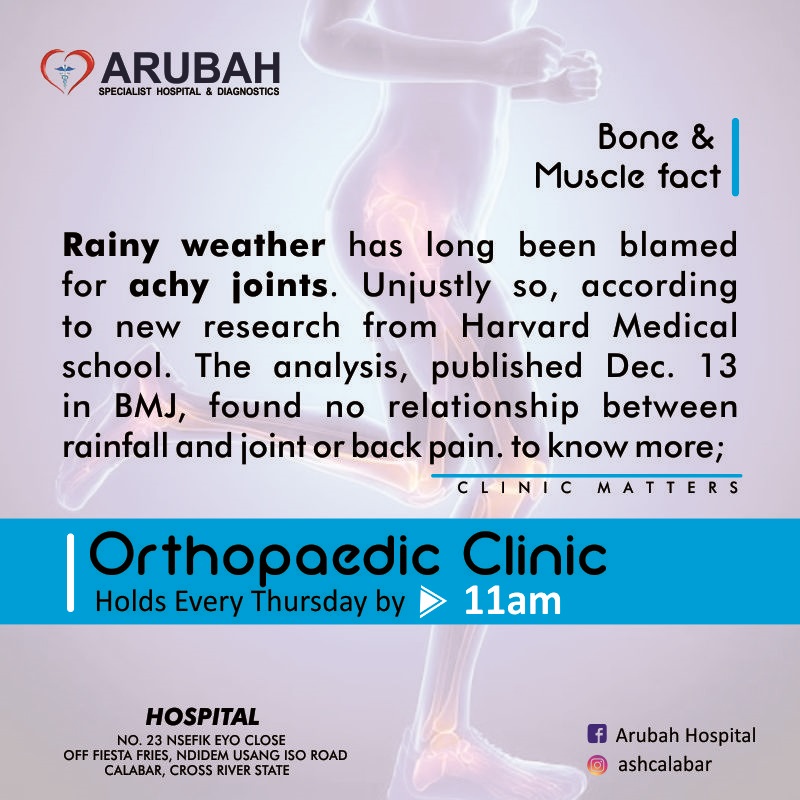 ARUBAH
SPECIALIST HOSPITAL & DIAGNOSTICS
Bone &
Muscle fact
Rainy weather has long been blamed
for achy joints. Unjustly so, according
to new research from Harvard Medical
school. The analysis, published Dec. 13
in BMJ, found no relationship between
rainfall and joint or back pain. to know more;
CLINIC MATTERS
Orthopaedic Clinic
Holds Every Thursday by 11am
HOSPITAL
NO. 23 NSEFIK EYO CLOSE
OFF FIESTA FRIES, NDIDEM USANG ISO ROAD
CALABAR, CROSS RIVER STATE
Arubah Hospital
ashcalabar